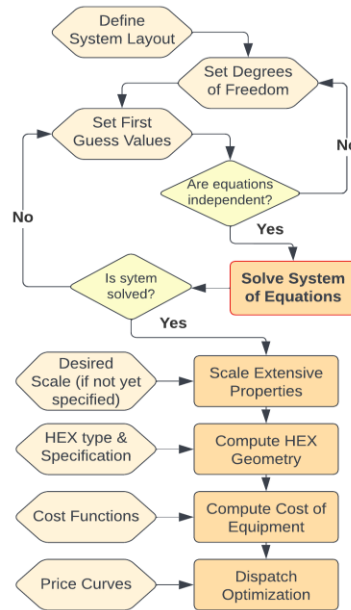 Define
System Layout
Set Degrees
of Freedom
Set First
Guess Values
No
Are equations
independent?
No
Yes
Is sytem
solved?
Solve System
of Equations
Yes
Desired
Scale (if not yet
specified)
Scale Extensive
Properties
HEX type &
Specification
Compute HEX
Geometry
Cost Functions
Compute Cost of
Equipment
Price Curves
Dispatch
Optimization